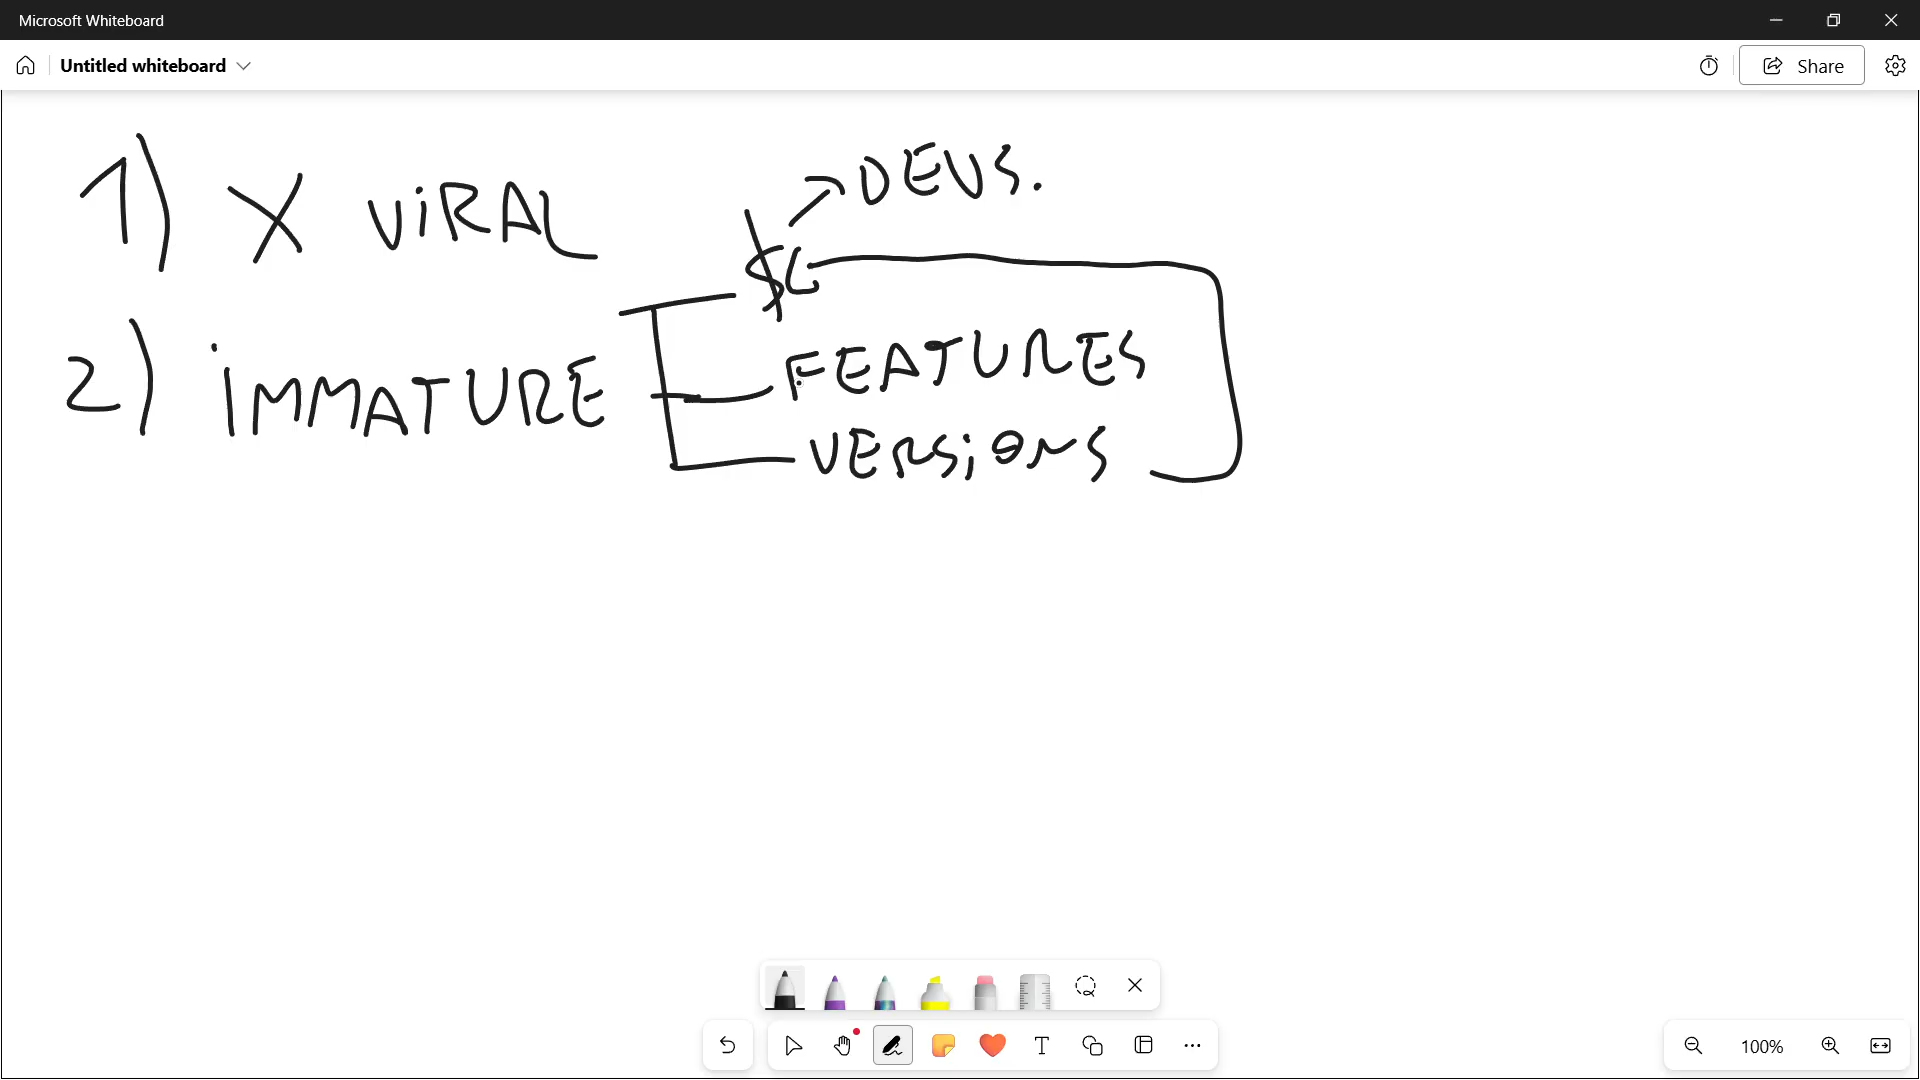 Microsoft Whiteboard
Untitled whiteboard
Share
1) X VIRAL
DEVS.
$
2) IMMATURE
FEATURES
VERSIONS
100%